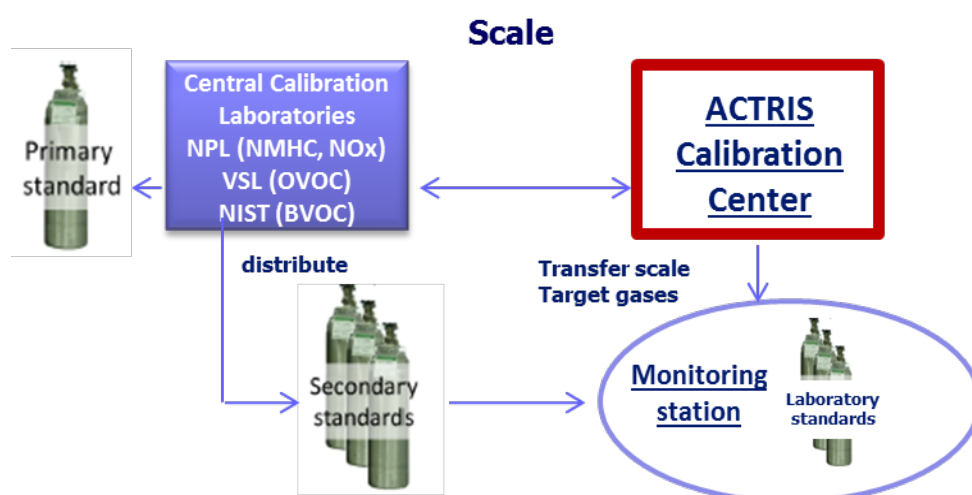 Scale
Primary
standard
Central Calibration
Laboratories
NPL (NMHC, NOx)
VSL (OVOC)
NIST (BVOC)
ACTRIS
Calibration
Center
distribute
Transfer scale
Target gases
Secondary
standards
Monitoring
station
Laboratory
standards